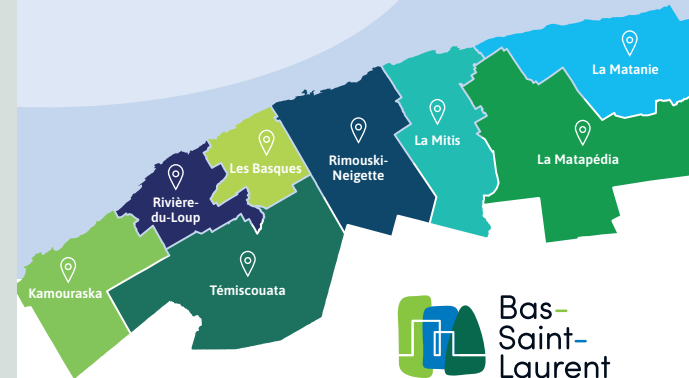 La Matanie
La Mitis
La Matapédia
Rimouski-
Neigette
Les Basques
Rivière-
du-Loup
Témiscouata
Kamouraska
Bas-
Saint-
Laurent